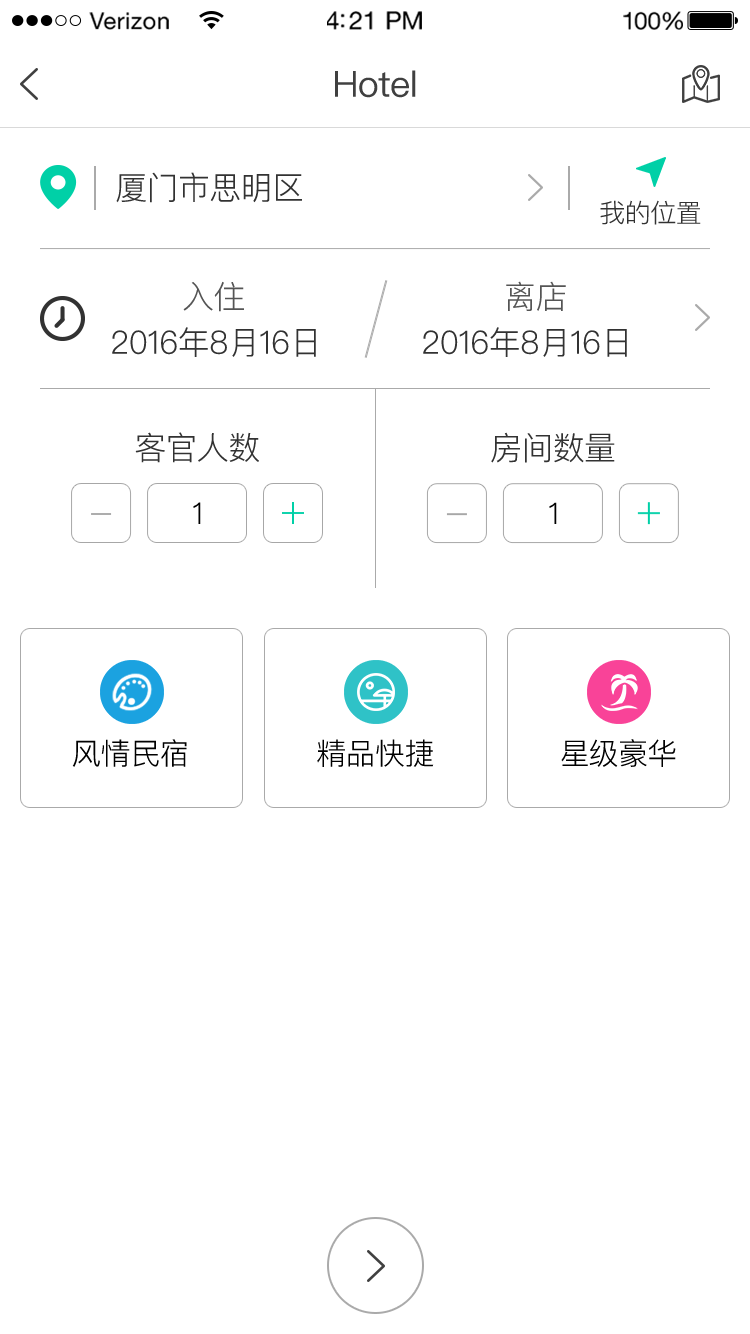 Verizon 4:21 PM 100%
Hotel
厦门市思明区
我的位置
入住 离店
2016年8月16日 2016年8月16日
客官人数 房间数量
1 1
风情民宿 精品快捷 星级豪华